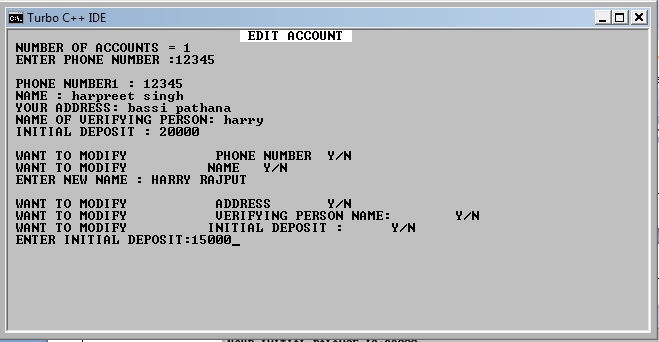 Turbo C++ IDE
EDIT ACCOUNT
NUMBER OF ACCOUNTS = 1
ENTER PHONE NUMBER :12345
PHONE NUMBER1 : 12345
NAME : harpreet singh
YOUR ADDRESS: bassi pathana
NAME OF VERIFYING PERSON: harry
INITIAL DEPOSIT : 20000
WANT TO MODIFY PHONE NUMBER Y/N
WANT TO MODIFY NAME Y/N
ENTER NEW NAME : HARRY RAJPUT
WANT TO MODIFY ADDRESS Y/N
WANT TO MODIFY VERIFYING PERSON NAME: Y/N
WANT TO MODIFY INITIAL DEPOSIT : Y/N
ENTER INITIAL DEPOSIT:15000_